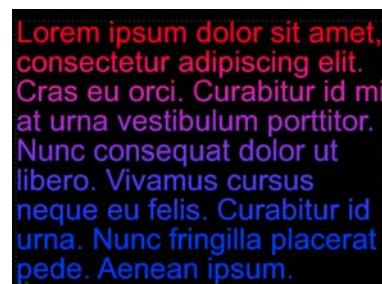 Lorem ipsum dolor sit amet,
consectetur adipiscing elit.
Cras eu orci. Curabitur id mi
at urna vestibulum porttitor.
Nunc consequat dolor ut
libero. Vivamus cursus
neque eu felis. Curabitur id
urna. Nunc fringilla placerat
pede. Aenean ipsum.